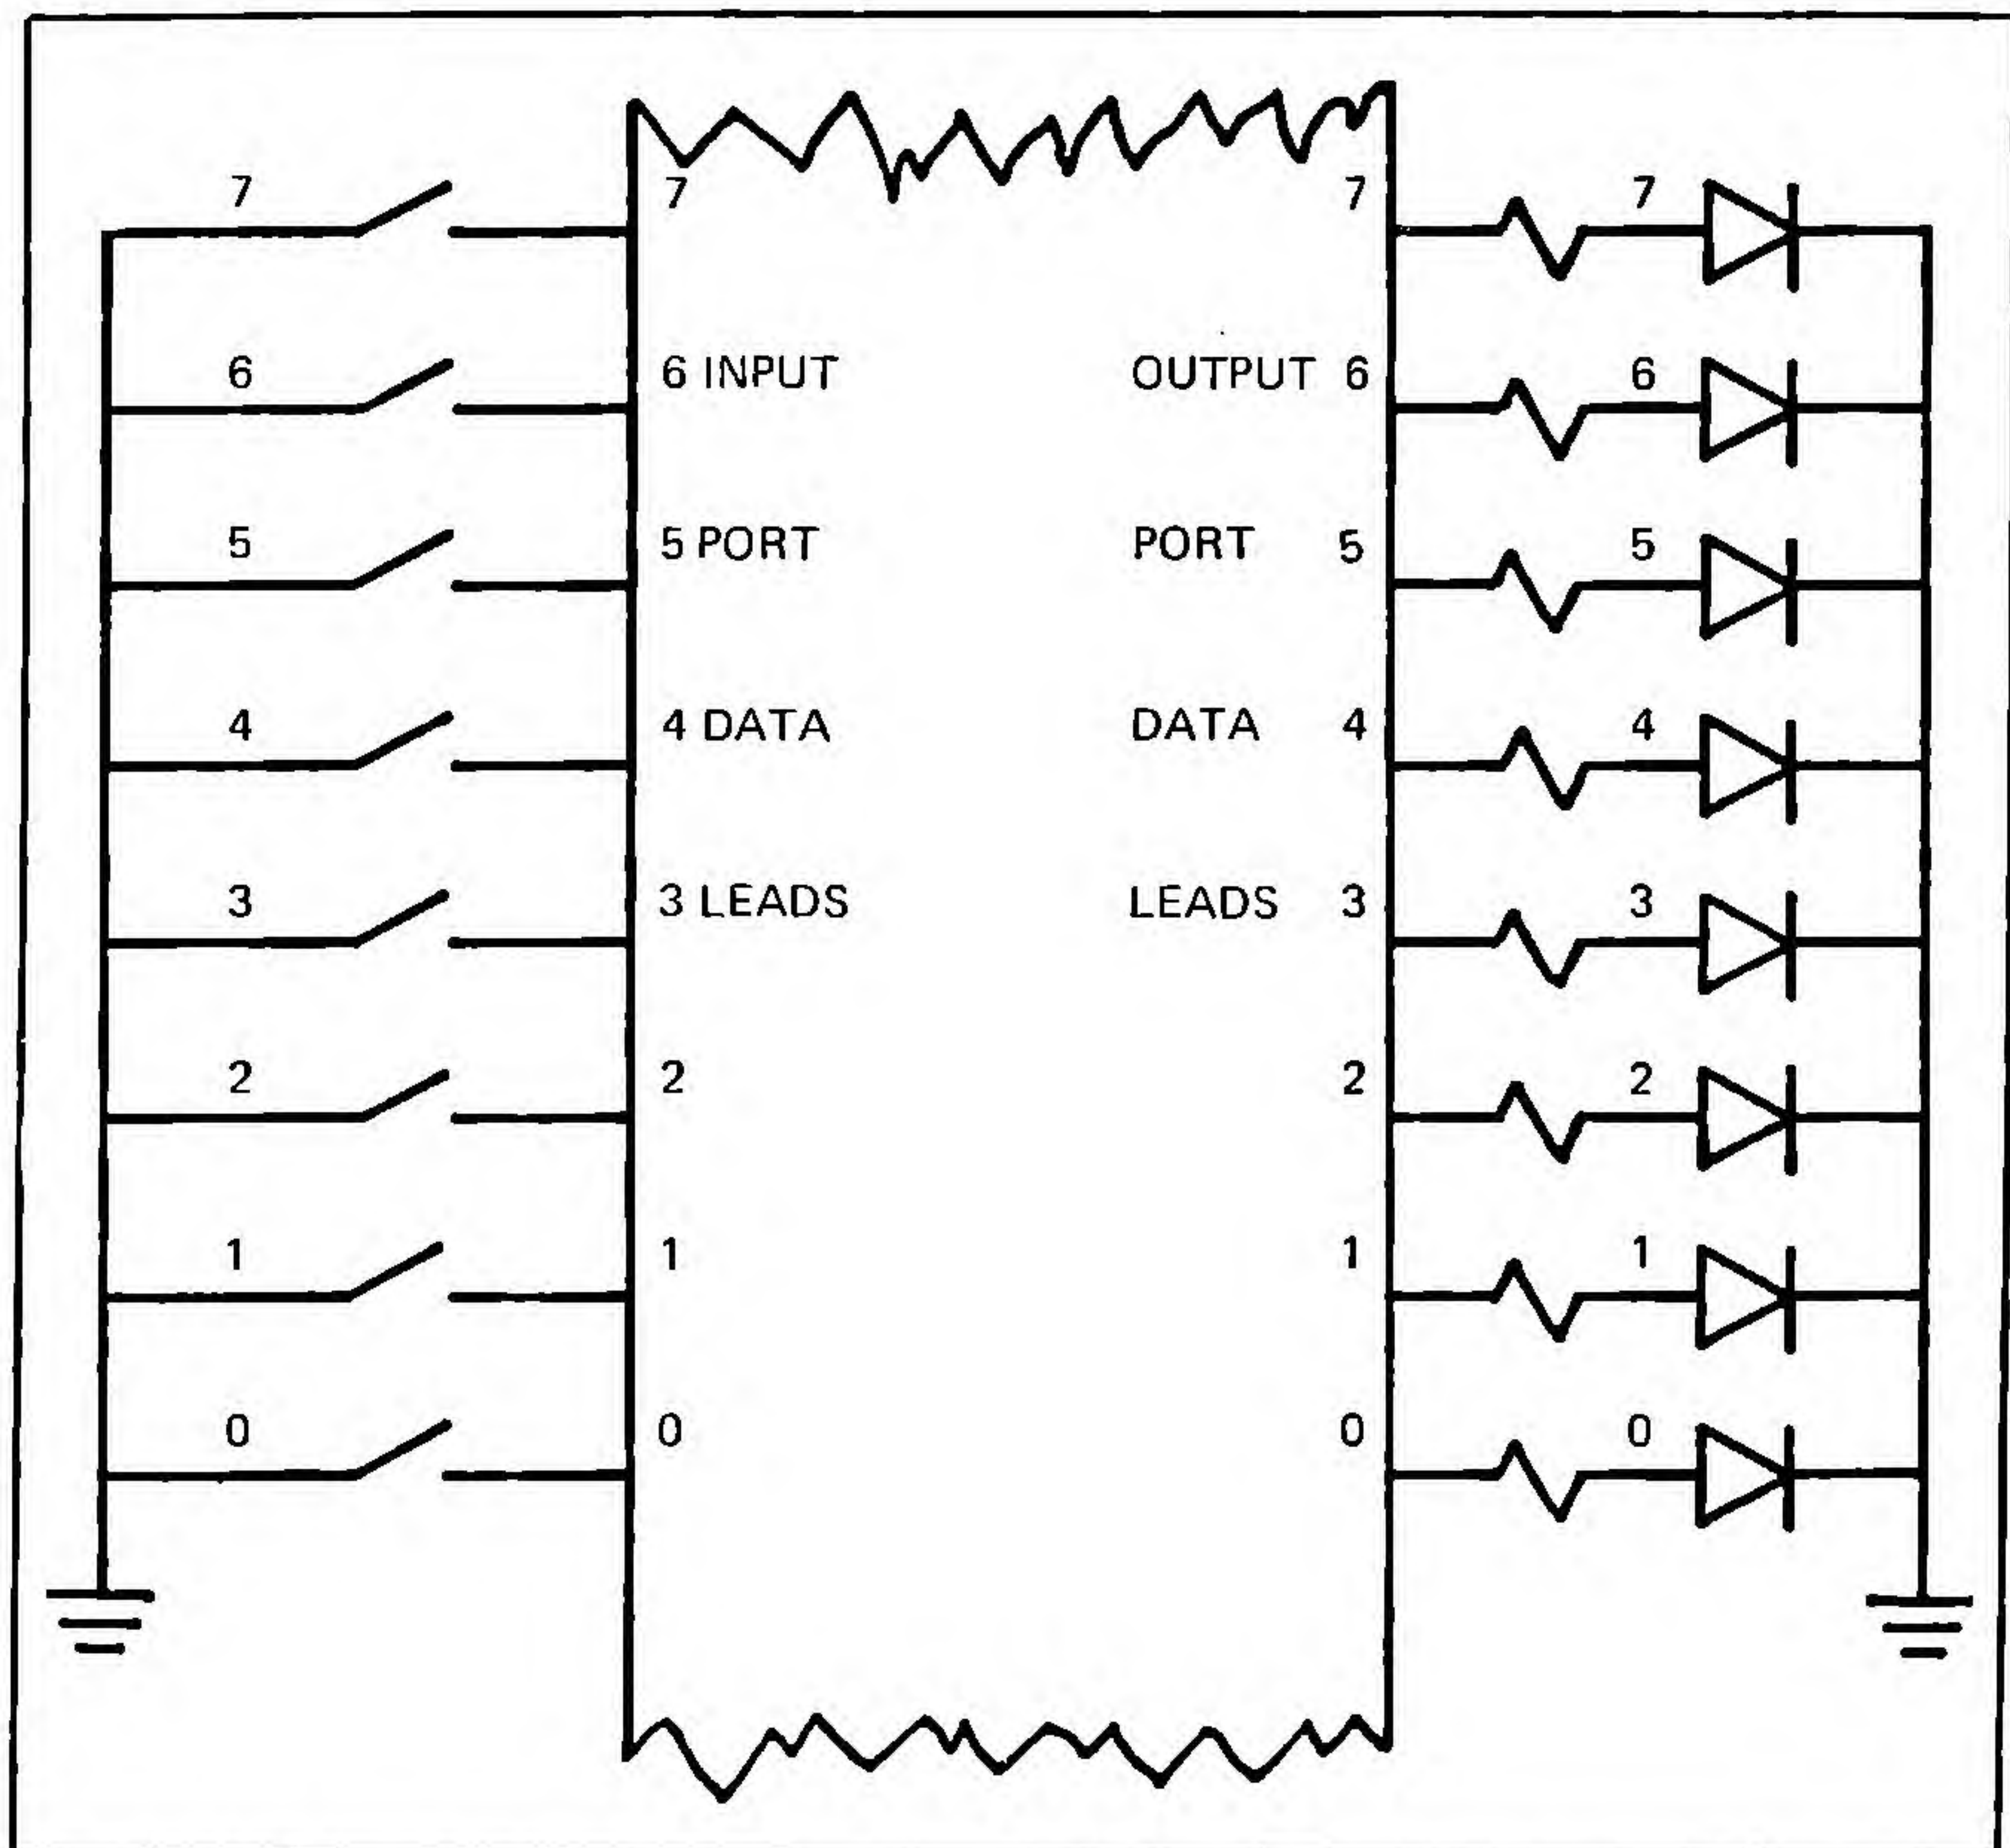 7 7 7 7
6 6 INPUT OUTPUT 6 6
5 5 PORT PORT 5 5
4 4 DATA DATA 4 4
3 3 LEADS LEADS 3 3
2 2 2 2
1 1 1 1
0 0 0 0